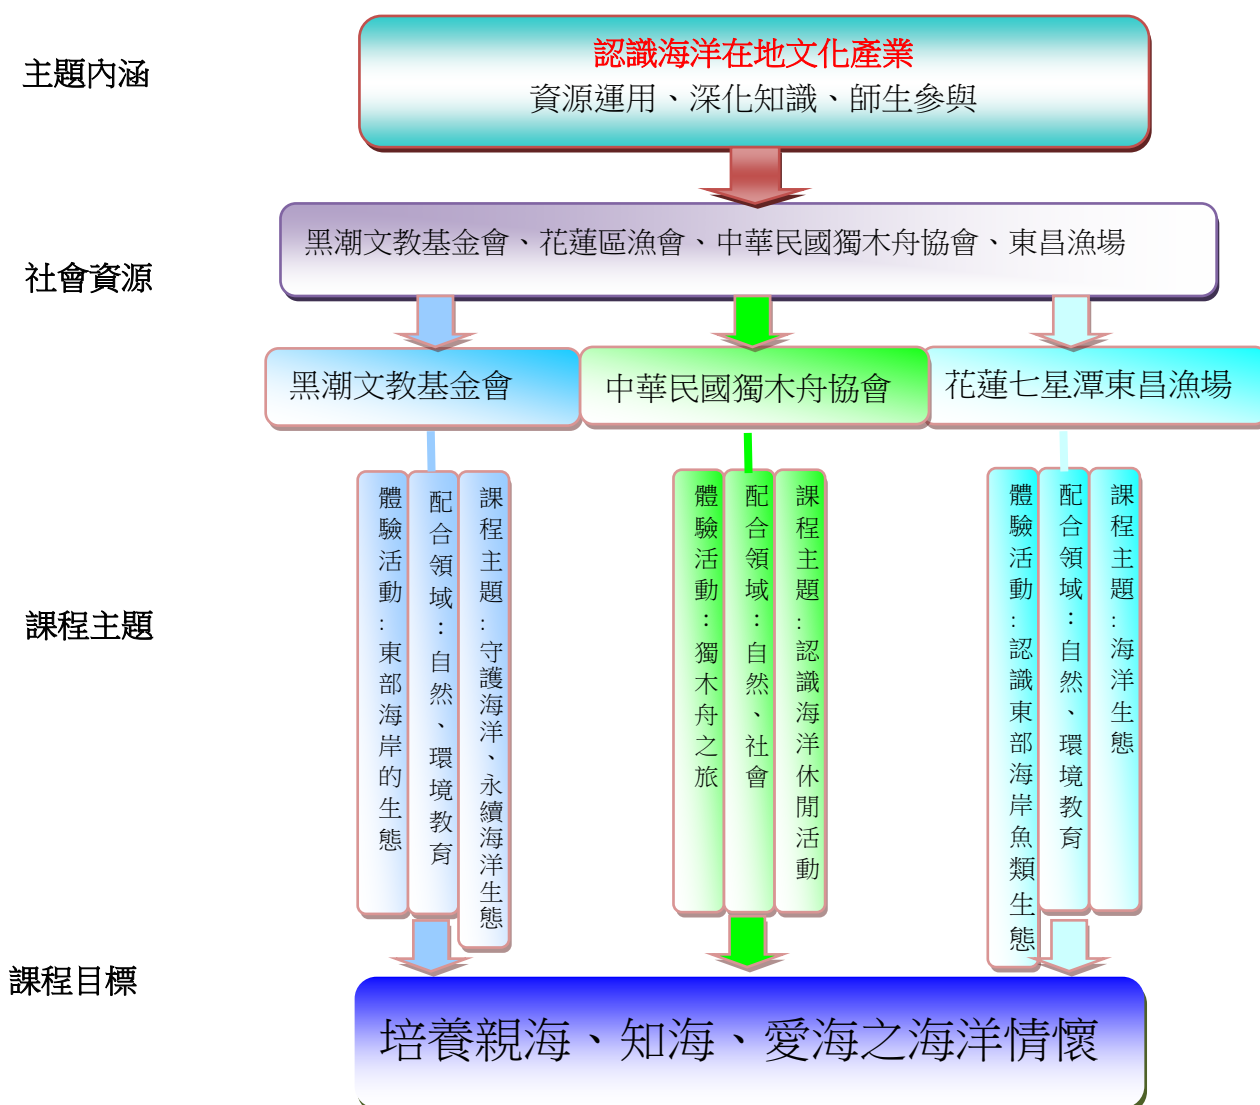 主題內涵
認識海洋在地文化產業
資源運用、深化知識、師生參與
社會資源
黑潮文教基金會、花蓮區漁會、中華民國獨木舟協會、東昌漁場
黑潮文教基金會
中華民國獨木舟協會
花蓮七星潭東昌漁場
課程主題
課程主題:守護海洋、永續海洋生態
配合領域：自然、環境教育
體驗活動:東部海岸的生態
課程主題:認識海洋休閒活動
配合領域：自然、社會
體驗活動：獨木舟之旅
課程主題:海洋生態
配合領域：自然、環境教育
體驗活動:認識東部海岸魚類生態
課程目標
培養親海、知海、愛海之海洋情懷